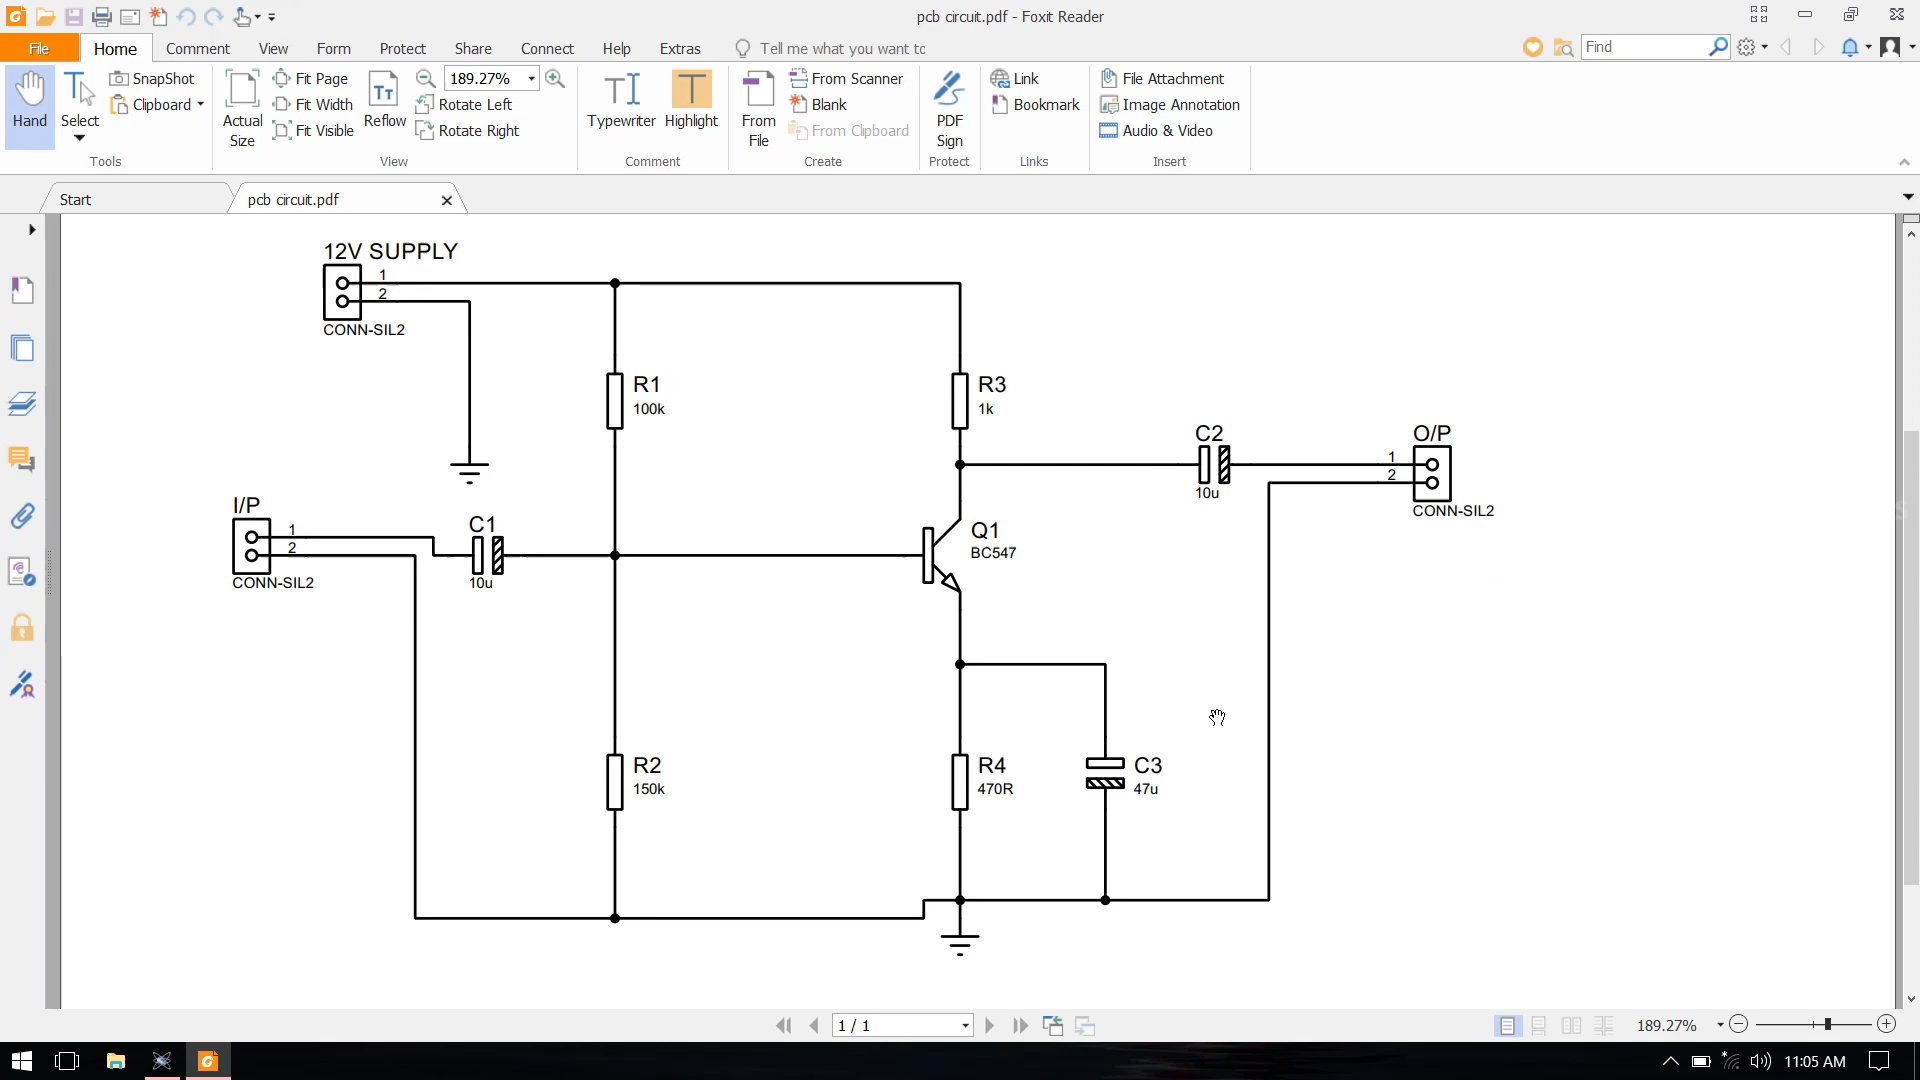 pcb circuit.pdf - Foxit Reader
File Home Comment View Form Protect Share Connect Help Extras Tell me what you want to Find
Hand
Select
SnapShot
Clipboard
Tools
Actual
Size
Fit Page
Fit Width
Fit Visible
Reflow
189.27%
Rotate Left
Rotate Right
View
Typewriter
Highlight
Comment
From
File
From Scanner
Blank
From Clipboard
Create
PDF
Sign
Protect
Link
Bookmark
Links
File Attachment
Image Annotation
Audio & Video
Insert
Start
pcb circuit.pdf
12V SUPPLY
1
2
CONN-SIL2
R1
100k
R3
1k
C2
10u
O/P
1
2
CONN-SIL2
I/P
1
2
CONN-SIL2
C1
10u
Q1
BC547
R2
150k
R4
470R
C3
47u
1 / 1
189.27%
11:05 AM